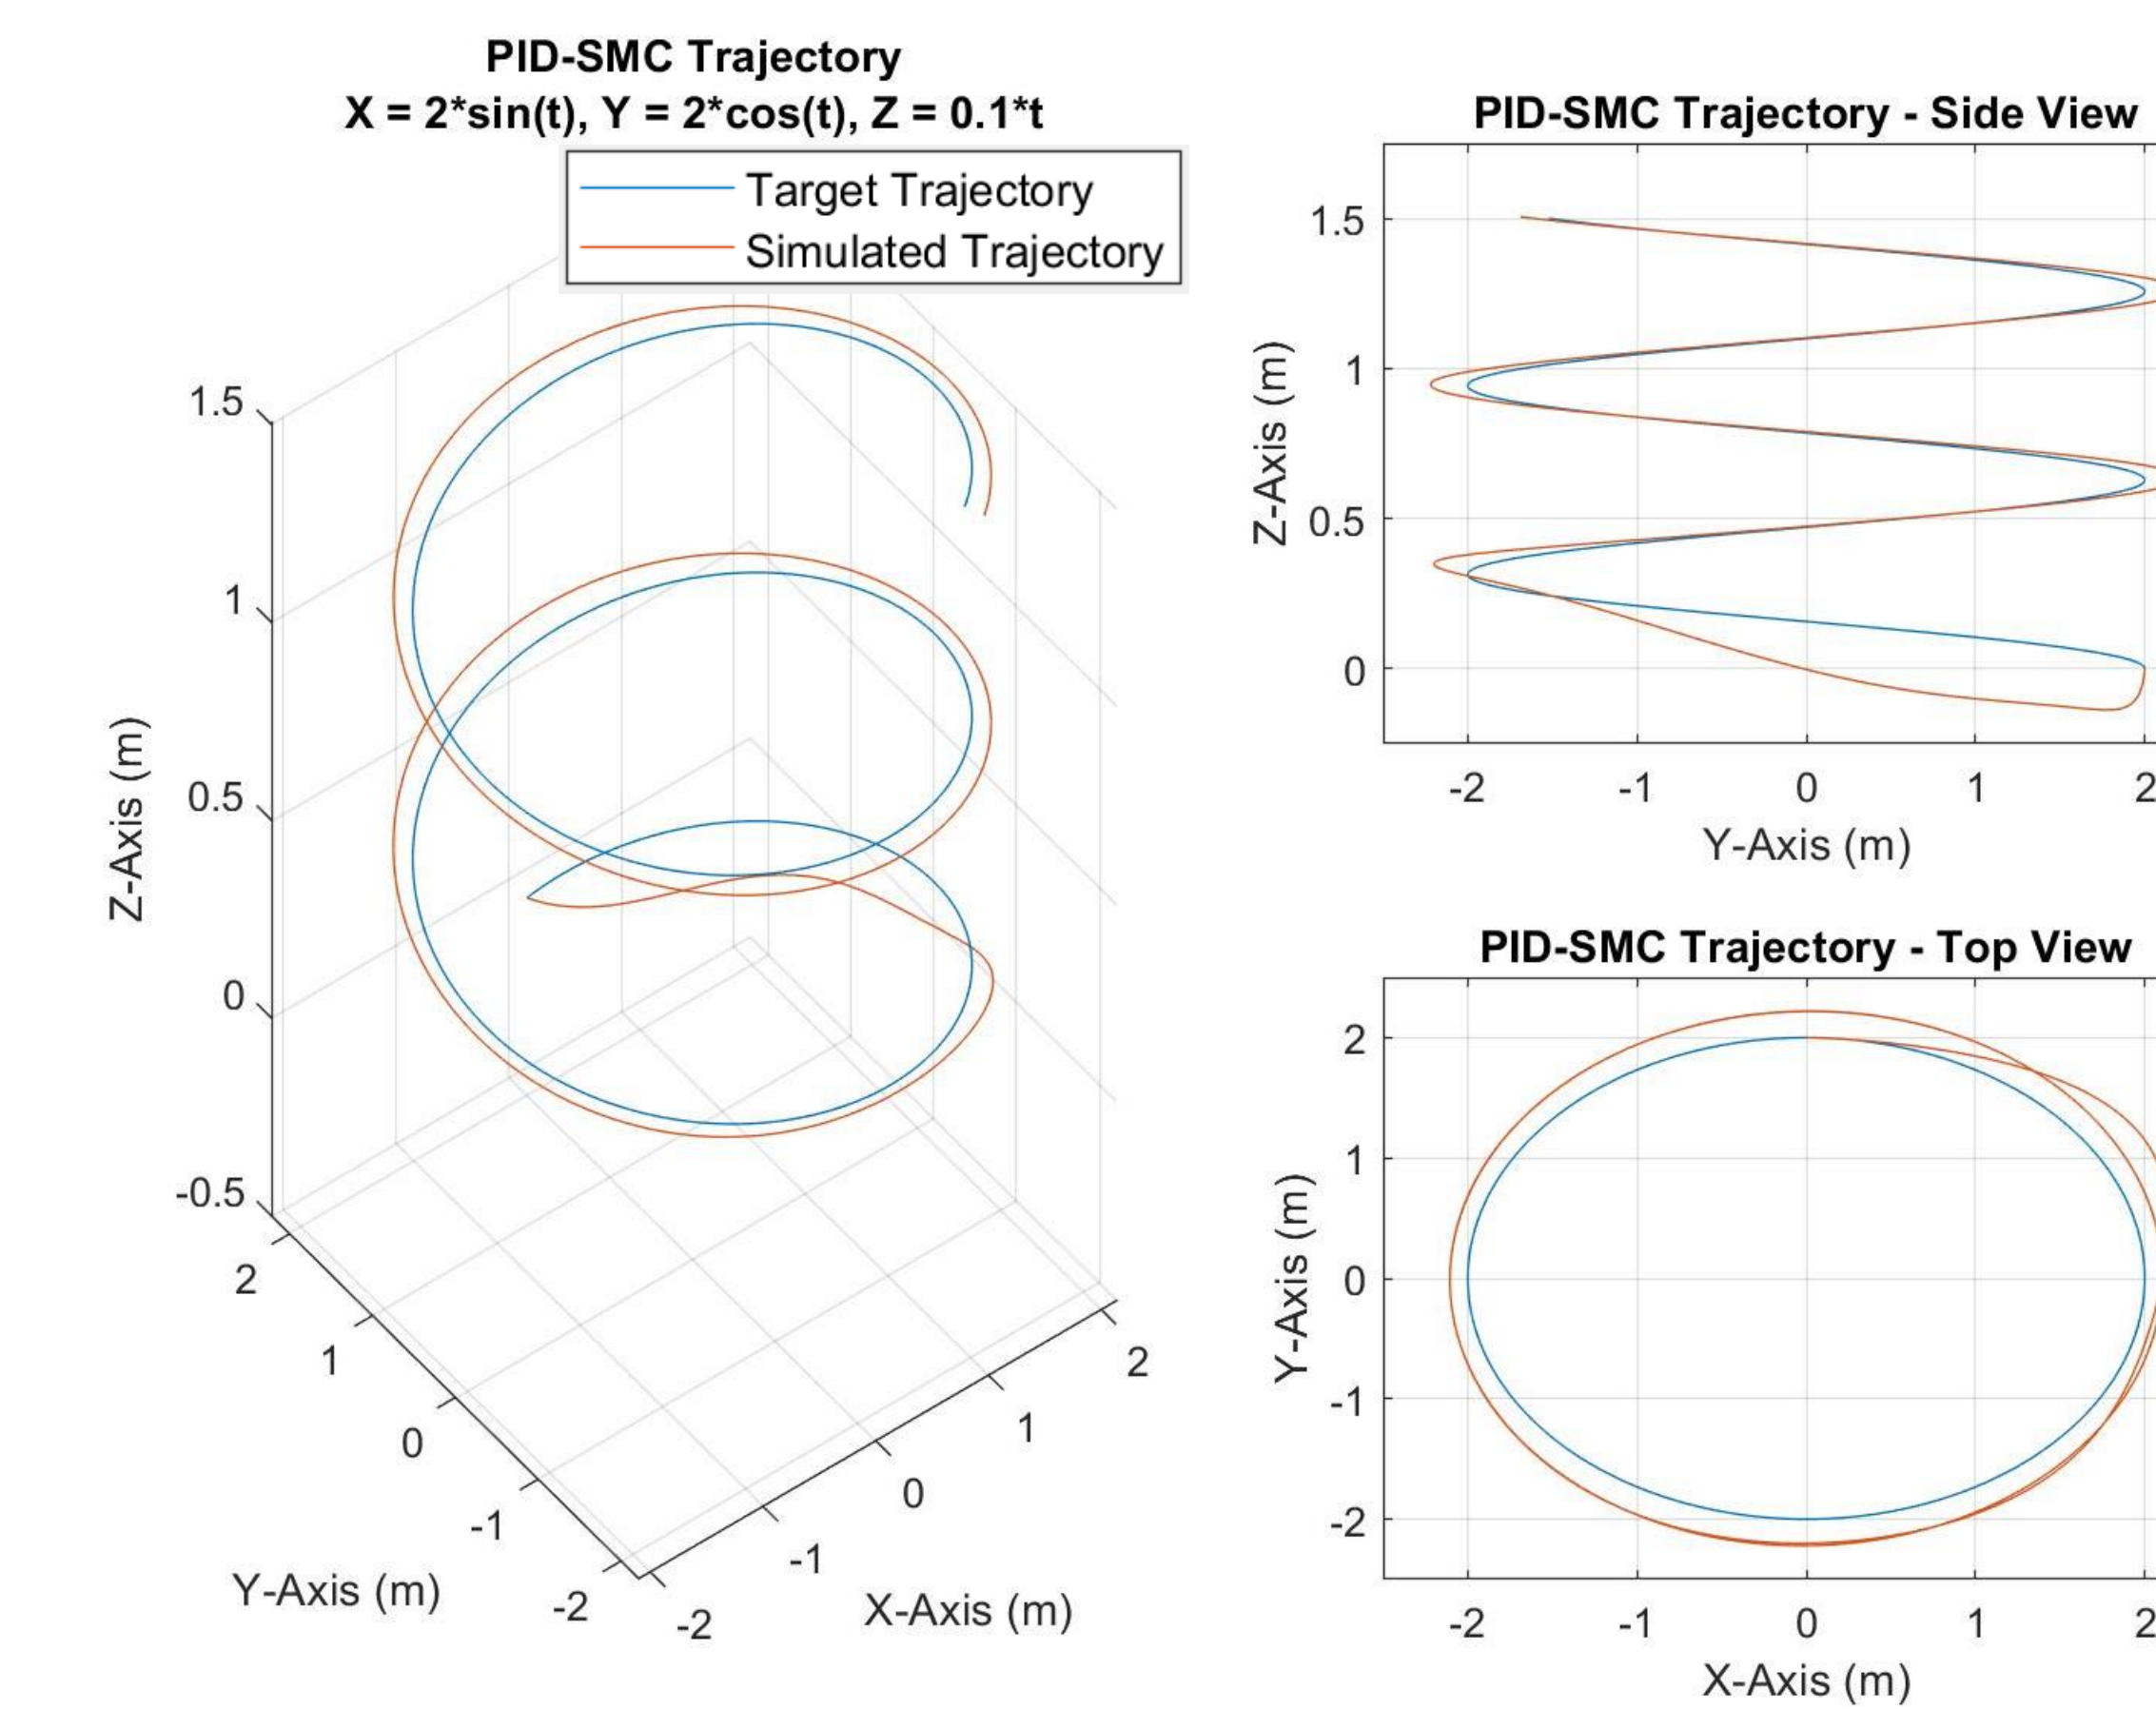 PID-SMC Trajectory
X = 2*sin(t), Y = 2*cos(t), Z = 0.1*t
Target Trajectory
Simulated Trajectory
1.5
1
0.5
0
-0.5
Z-Axis (m)
2
1
0
-1
-2
Y-Axis (m)
-2
-1
0
1
2
X-Axis (m)
PID-SMC Trajectory - Side View
1.5
1
0.5
0
Z-Axis (m)
-2
-1
0
1
2
Y-Axis (m)
PID-SMC Trajectory - Top View
2
1
0
-1
-2
Y-Axis (m)
-2
-1
0
1
2
X-Axis (m)